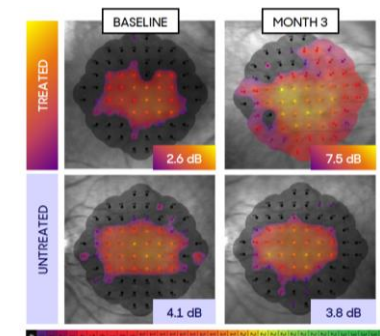 BASELINE
MONTH 3
TREATED
2.6 dB
7.5 dB
UNTREATED
4.1 dB
3.8 dB